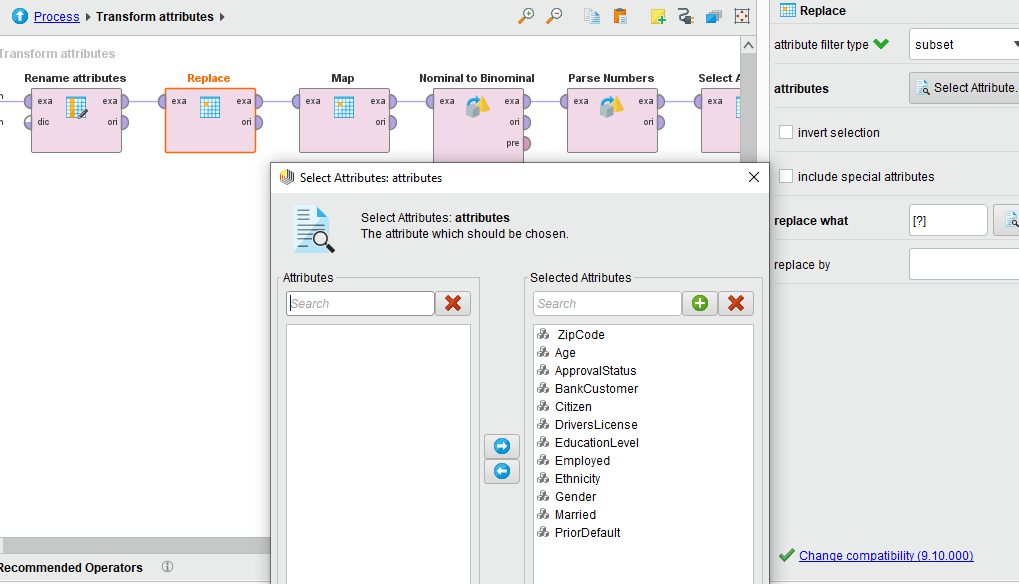 Process Transform attributes
Replace
Transform attributes
attribute filter type subset
Rename attributes Replace Map Nominal to Binominal Parse Numbers Select A
attributes Select Attribute.
exa exa exa exa exa exa exa exa exa exa exa
dic ori ori ori ori ori
pre
invert selection
include special attributes
Select Attributes: attributes
Select Attributes: attributes
The attribute which should be chosen.
replace what [?]
replace by
Attributes Selected Attributes
Search Search
ZipCode
Age
ApprovalStatus
BankCustomer
Citizen
DriversLicense
EducationLevel
Employed
Ethnicity
Gender
Married
PriorDefault
Change compatibility (9.10.000)
Recommended Operators